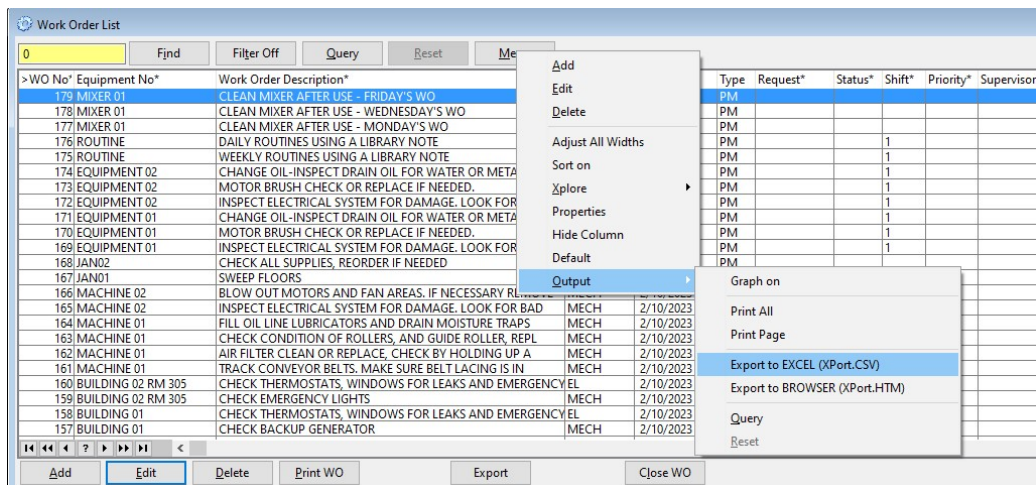 Work Order List
0 Find Filter Off Query Reset Me
>WO No* Equipment No* Work Order Description* Type Request* Status* Shift* Priority* Supervisor
179 MIXER 01 CLEAN MIXER AFTER USE - FRIDAY'S WO PM
178 MIXER 01 CLEAN MIXER AFTER USE - WEDNESDAY'S WO PM
177 MIXER 01 CLEAN MIXER AFTER USE - MONDAY'S WO PM
176 ROUTINE DAILY ROUTINES USING A LIBRARY NOTE PM 1
175 ROUTINE WEEKLY ROUTINES USING A LIBRARY NOTE PM 1
174 EQUIPMENT 02 CHANGE OIL-INSPECT DRAIN OIL FOR WATER OR META PM 1
173 EQUIPMENT 02 MOTOR BRUSH CHECK OR REPLACE IF NEEDED. PM 1
172 EQUIPMENT 02 INSPECT ELECTRICAL SYSTEM FOR DAMAGE. LOOK FOR PM 1
171 EQUIPMENT 01 CHANGE OIL-INSPECT DRAIN OIL FOR WATER OR META PM 1
170 EQUIPMENT 01 MOTOR BRUSH CHECK OR REPLACE IF NEEDED. PM 1
169 EQUIPMENT 01 INSPECT ELECTRICAL SYSTEM FOR DAMAGE. LOOK FOR PM 1
168 JAN02 CHECK ALL SUPPLIES, REORDER IF NEEDED PM
167 JAN01 SWEEP FLOORS
166 MACHINE 02 BLOW OUT MOTORS AND FAN AREAS. IF NECESSARY REMOVE MECH 2/10/2023
165 MACHINE 02 INSPECT ELECTRICAL SYSTEM FOR DAMAGE. LOOK FOR BAD MECH 2/10/2023
164 MACHINE 01 FILL OIL LINE LUBRICATORS AND DRAIN MOISTURE TRAPS MECH 2/10/2023
163 MACHINE 01 CHECK CONDITION OF ROLLERS, AND GUIDE ROLLER, REPL MECH 2/10/2023
162 MACHINE 01 AIR FILTER CLEAN OR REPLACE, CHECK BY HOLDING UP A MECH 2/10/2023
161 MACHINE 01 TRACK CONVEYOR BELTS. MAKE SURE BELT LACING IS IN MECH 2/10/2023
160 BUILDING 02 RM 305 CHECK THERMOSTATS, WINDOWS FOR LEAKS AND EMERGENCY EL 2/10/2023
159 BUILDING 02 RM 305 CHECK EMERGENCY LIGHTS MECH 2/10/2023
158 BUILDING 01 CHECK THERMOSTATS, WINDOWS FOR LEAKS AND EMERGENCY EL 2/10/2023
157 BUILDING 01 CHECK BACKUP GENERATOR MECH 2/10/2023
Add
Edit
Delete
Adjust All Widths
Sort on
Xplore
Properties
Hide Column
Default
Output
Graph on
Print All
Print Page
Export to EXCEL (XPort.CSV)
Export to BROWSER (XPort.HTM)
Query
Reset
?
Add Edit Delete Print WO Export Close WO